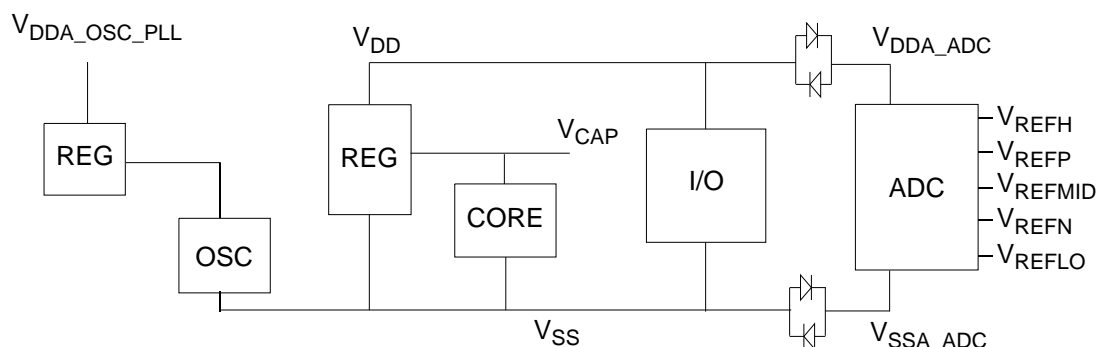 VDDA_OSC_PLL
VDD
VDDA_ADC
REG
REG
VCAP
CORE
I/O
ADC
VREFH
VREFP
VREFMID
VREFN
VREFLO
OSC
VSS
VSSA_ADC